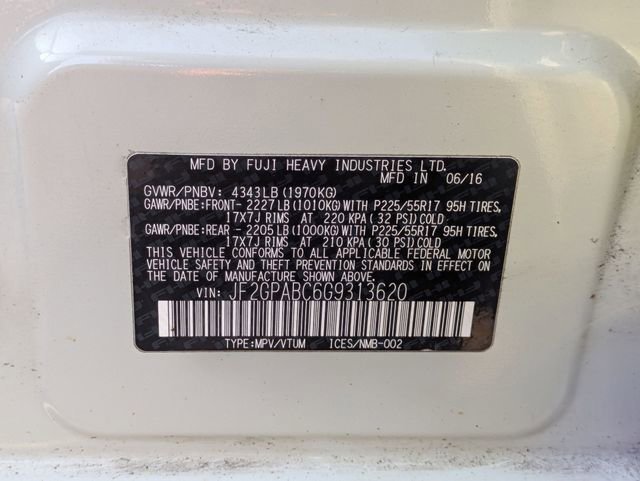 MFD BY FUJI HEAVY INDUSTRIES LTD.
MFD IN 06/16
GVWR/PNBV: 4343LB(1970KG)
GAWR/PNBE:FRONT- 2227LB(1010KG)WITH P225/55R17 95H TIRES,
17X7J RIMS AT 220 KPA( 32 PSI)COLD
GAWR/PNBE:REAR - 2205LB(1000KG)WITH P225/55R17 95H TIRES,
17X7J RIMS AT 210 KPA( 30 PSI)COLD
THIS VEHICLE CONFORMS TO ALL APPLICABLE FEDERAL MOTOR
VEHICLE SAFETY AND THEFT PREVENTION STANDARDS IN EFFECT
ON THE DATE OF MANUFACTURE SHOWN ABOVE.
VIN: JF2GPABC6G9313620
TYPE:MPV/VTUM ICES/NMB-002